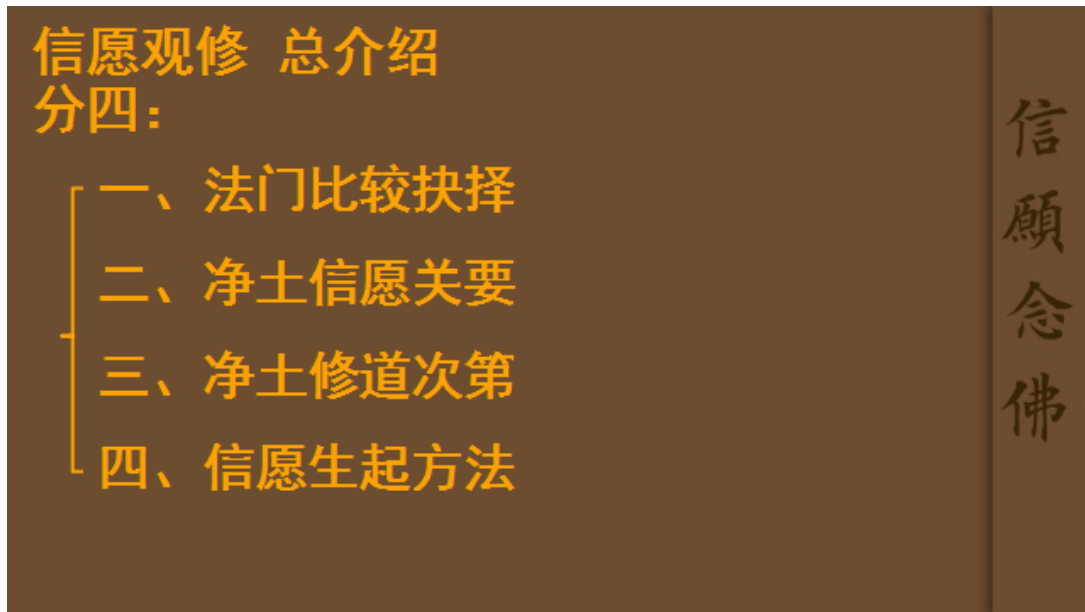 信愿观修 总介绍
分四：
一、法门比较抉择
二、净土信愿关要
三、净土修道次第
四、信愿生起方法
信願念佛